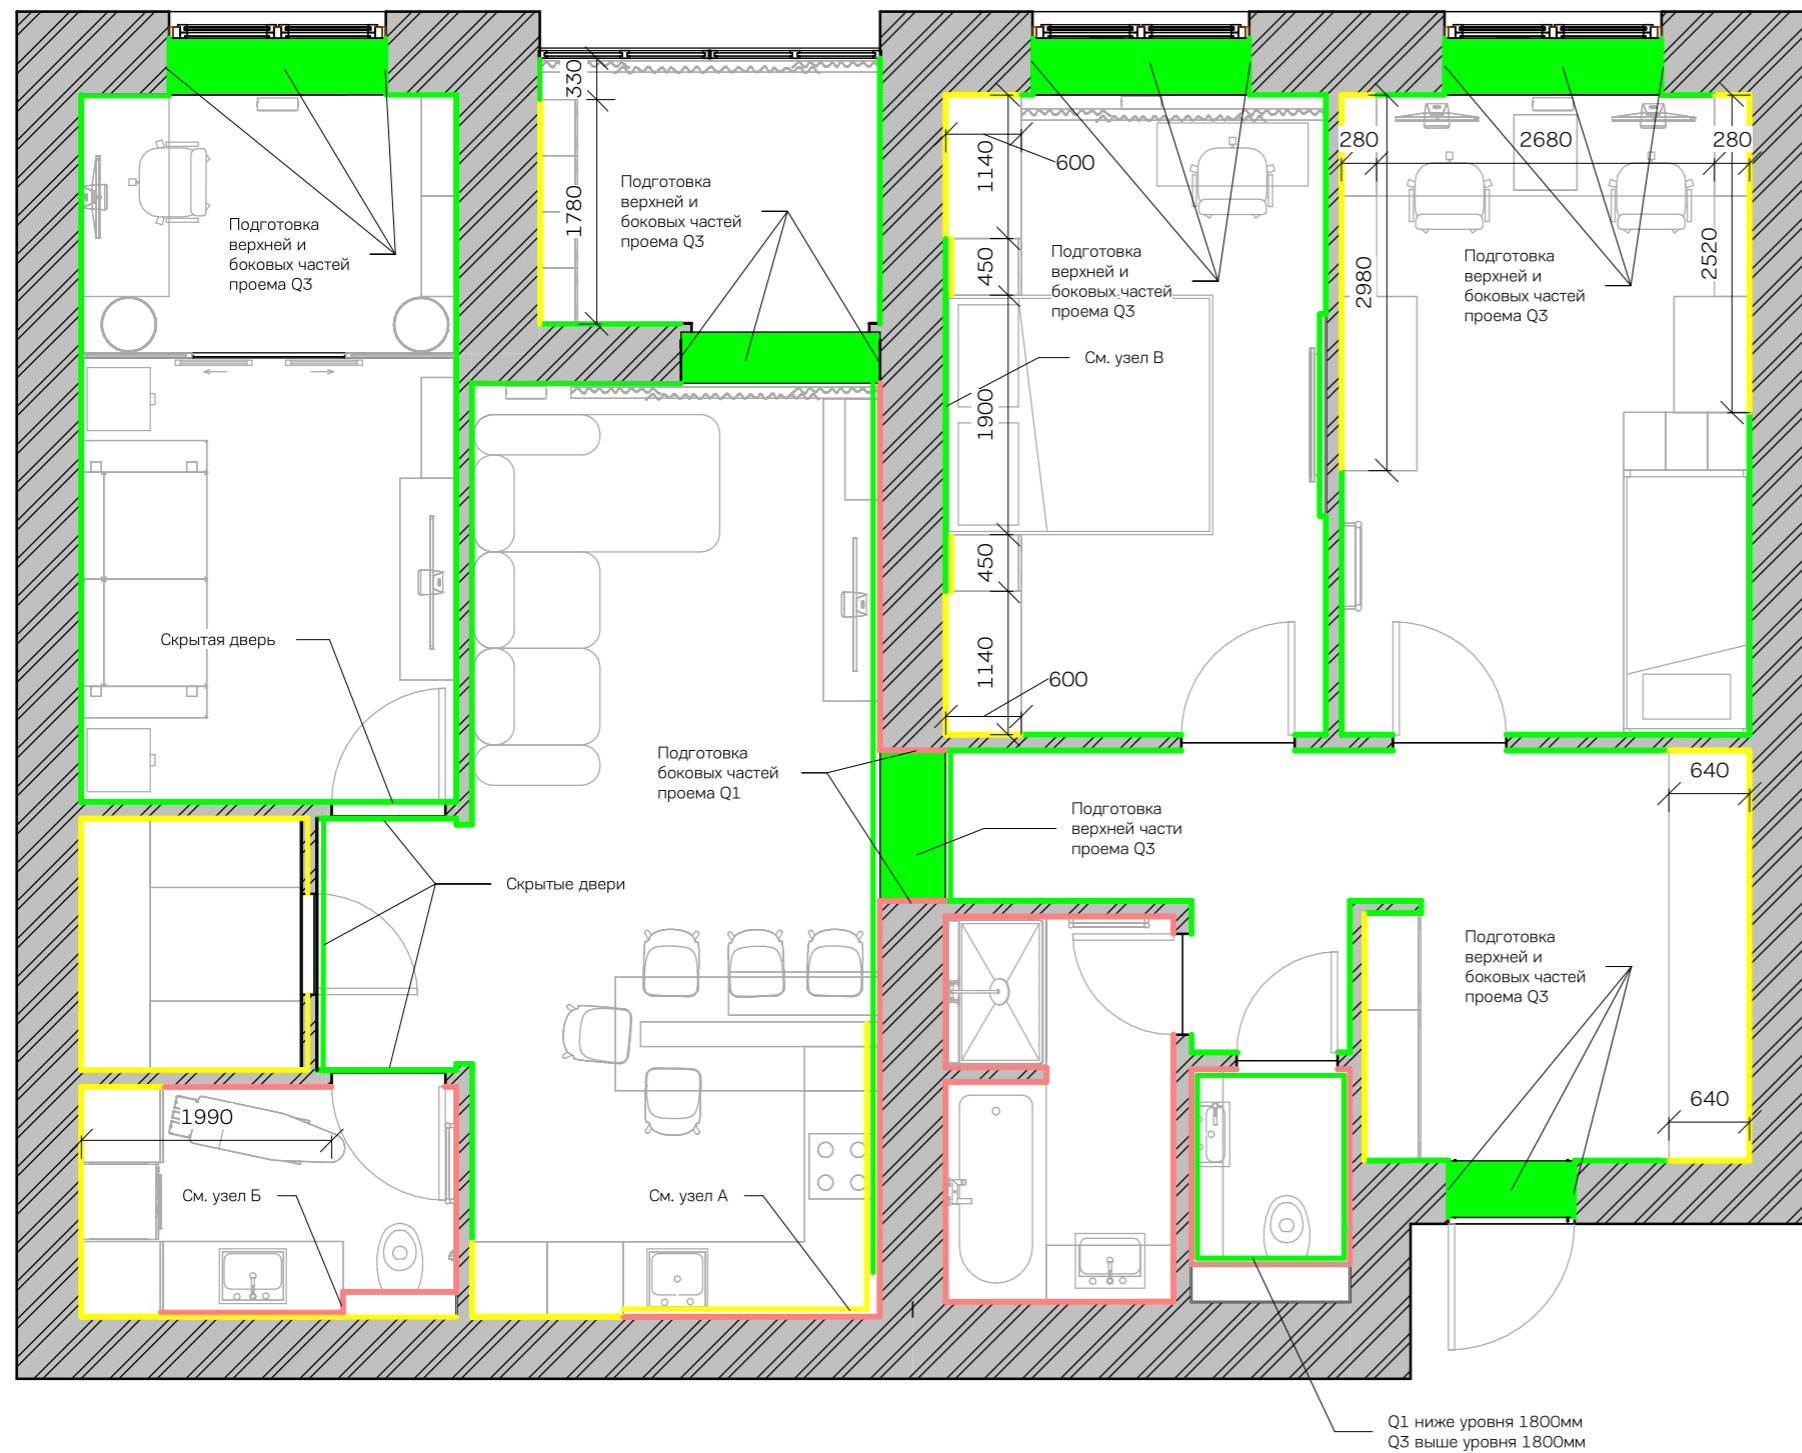 330
1780
Подготовка
верхней и
боковых частей
проема Q3
Подготовка
верхней и
боковых частей
проема Q3
1140
600
450
Подготовка
верхней и
боковых частей
проема Q3
См. узел В
1900
450
1140
600
280
2680
280
2520
2980
Подготовка
верхней и
боковых частей
проема Q3
Скрытая дверь
Подготовка
боковых частей
проема Q1
Подготовка
верхней части
проема Q3
640
Скрытые двери
Подготовка
верхней и
боковых частей
проема Q3
1990
640
См. узел Б
См. узел А
Q1 ниже уровня 1800мм
Q3 выше уровня 1800мм